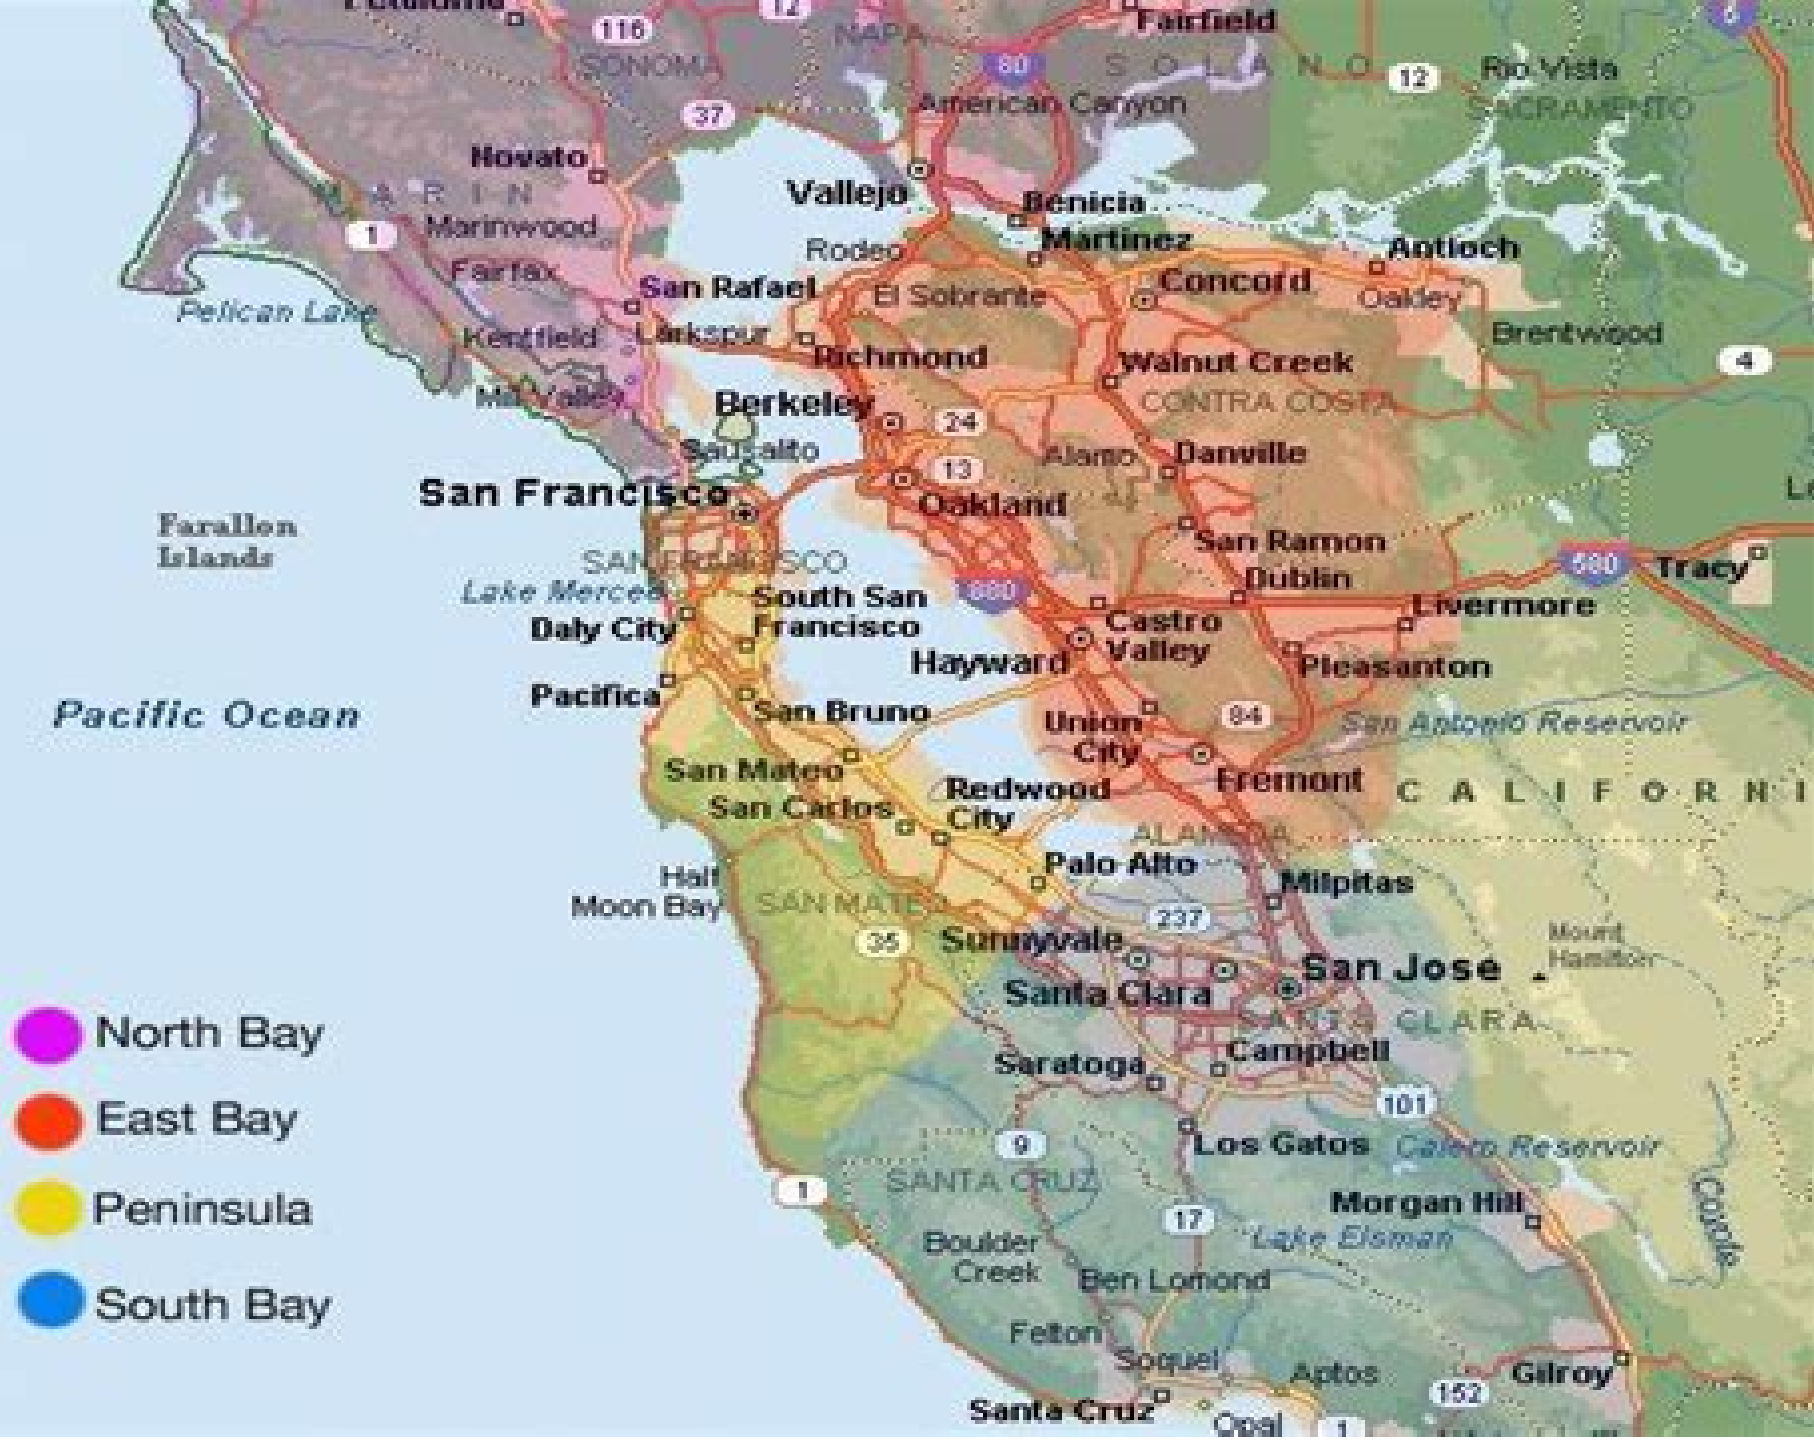 116
12
Fairfield
NAPA
SONOMA
80
S O L A N O
12
Rio Vista
37
American Canyon
SACRAMENTO
Novato
M A R I N
Vallejo
Benicia
1
Marinwood
Rodeo
Martinez
Antioch
Fairfax
San Rafael
El Sobrante
Concord
Oakley
Pelican Lake
Kentfield
Larkspur
Richmond
Walnut Creek
Brentwood
4
Mill Valley
Berkeley
24
CONTRA COSTA
Sausalito
13
Alamo
Danville
San Francisco
Oakland
Farallon
Islands
SAN FRANCISCO
San Ramon
580
Tracy
Lake Merced
880
Dublin
South San
Francisco
Daly City
Castro
Valley
Livermore
Hayward
Pleasanton
Pacifica
San Bruno
Pacific Ocean
Union
City
84
San Antonio Reservoir
San Mateo
Fremont
Redwood
City
C A L I F O R N I
San Carlos
ALAMEDA
Half
Moon Bay
Palo Alto
Milpitas
SAN MATEO
237
35
Sunnyvale
Mount
Hamilton
San Jose
Santa Clara
SANTA CLARA
North Bay
Saratoga
Campbell
East Bay
101
9
Los Gatos
Calero Reservoir
SANTA CRUZ
1
Peninsula
17
Morgan Hill
Lake Elsman
Boulder
Creek
Ben Lomond
South Bay
Felton
Soquel
Aptos
Gilroy
152
Santa Cruz
Opal
1